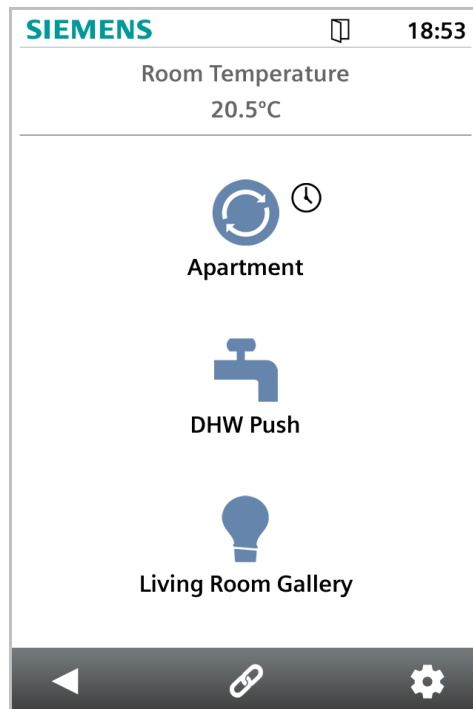 SIEMENS 18:53
Room Temperature
20.5°C
Apartment
DHW Push
Living Room Gallery